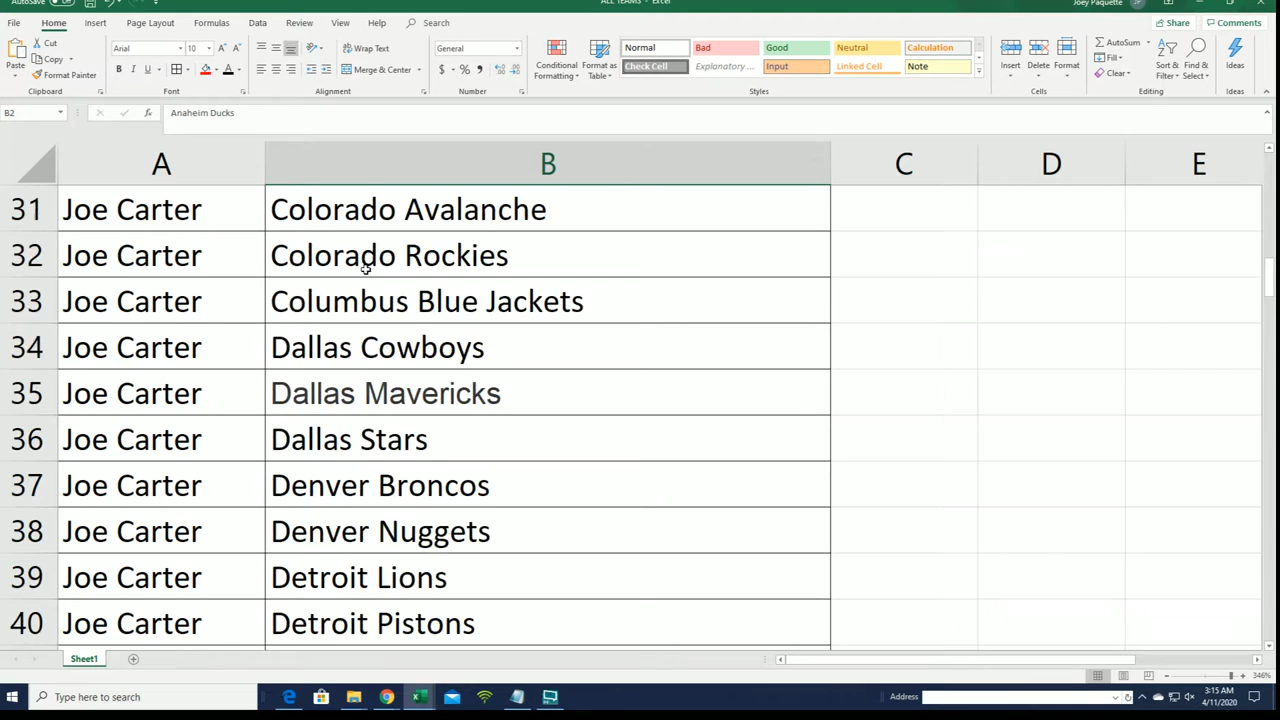 AutoSave Off ALL TEAMS - Excel Joey Paquette JP
File Home Insert Page Layout Formulas Data Review View Help Search Share Comments
Paste Cut Copy Format Painter Clipboard
Arial 10 A A B I U A Font
Wrap Text Merge & Center Alignment
General $ % , Number
Conditional Formatting Format as Table
Normal Bad Good Neutral Calculation
Check Cell Explanatory ... Input Linked Cell Note
Styles
Insert Delete Format Cells
AutoSum Fill Clear Sort & Filter Find & Select Editing
Ideas Ideas
B2 fx Anaheim Ducks
A B C D E
31 Joe Carter Colorado Avalanche
32 Joe Carter Colorado Rockies
33 Joe Carter Columbus Blue Jackets
34 Joe Carter Dallas Cowboys
35 Joe Carter Dallas Mavericks
36 Joe Carter Dallas Stars
37 Joe Carter Denver Broncos
38 Joe Carter Denver Nuggets
39 Joe Carter Detroit Lions
40 Joe Carter Detroit Pistons
Sheet1
346%
Type here to search Address 3:15 AM
4/11/2020